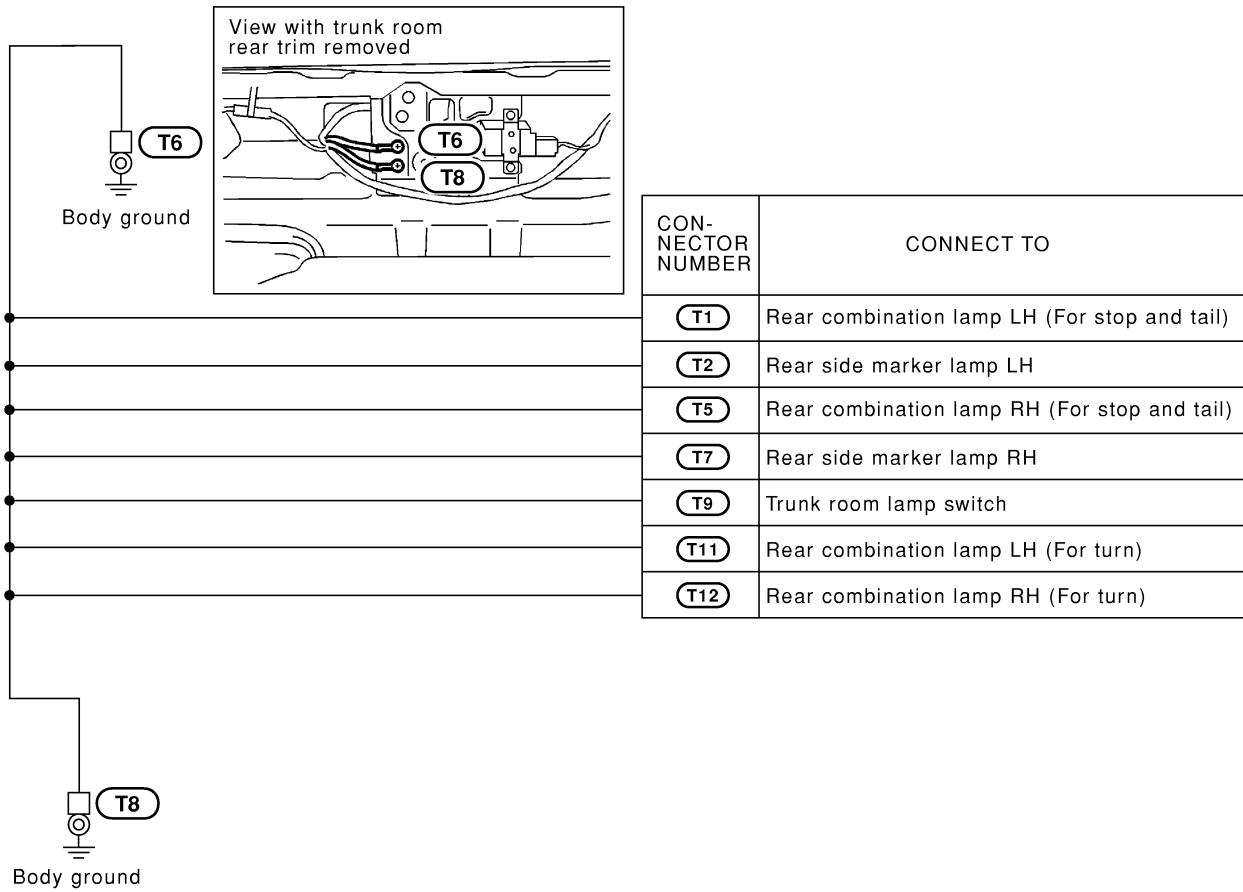 View with trunk room
rear trim removed
T6
T6
T8
Body ground
CON-
NECTOR
NUMBER
CONNECT TO
T1 Rear combination lamp LH (For stop and tail)
T2 Rear side marker lamp LH
T5 Rear combination lamp RH (For stop and tail)
T7 Rear side marker lamp RH
T9 Trunk room lamp switch
T11 Rear combination lamp LH (For turn)
T12 Rear combination lamp RH (For turn)
T8
Body ground